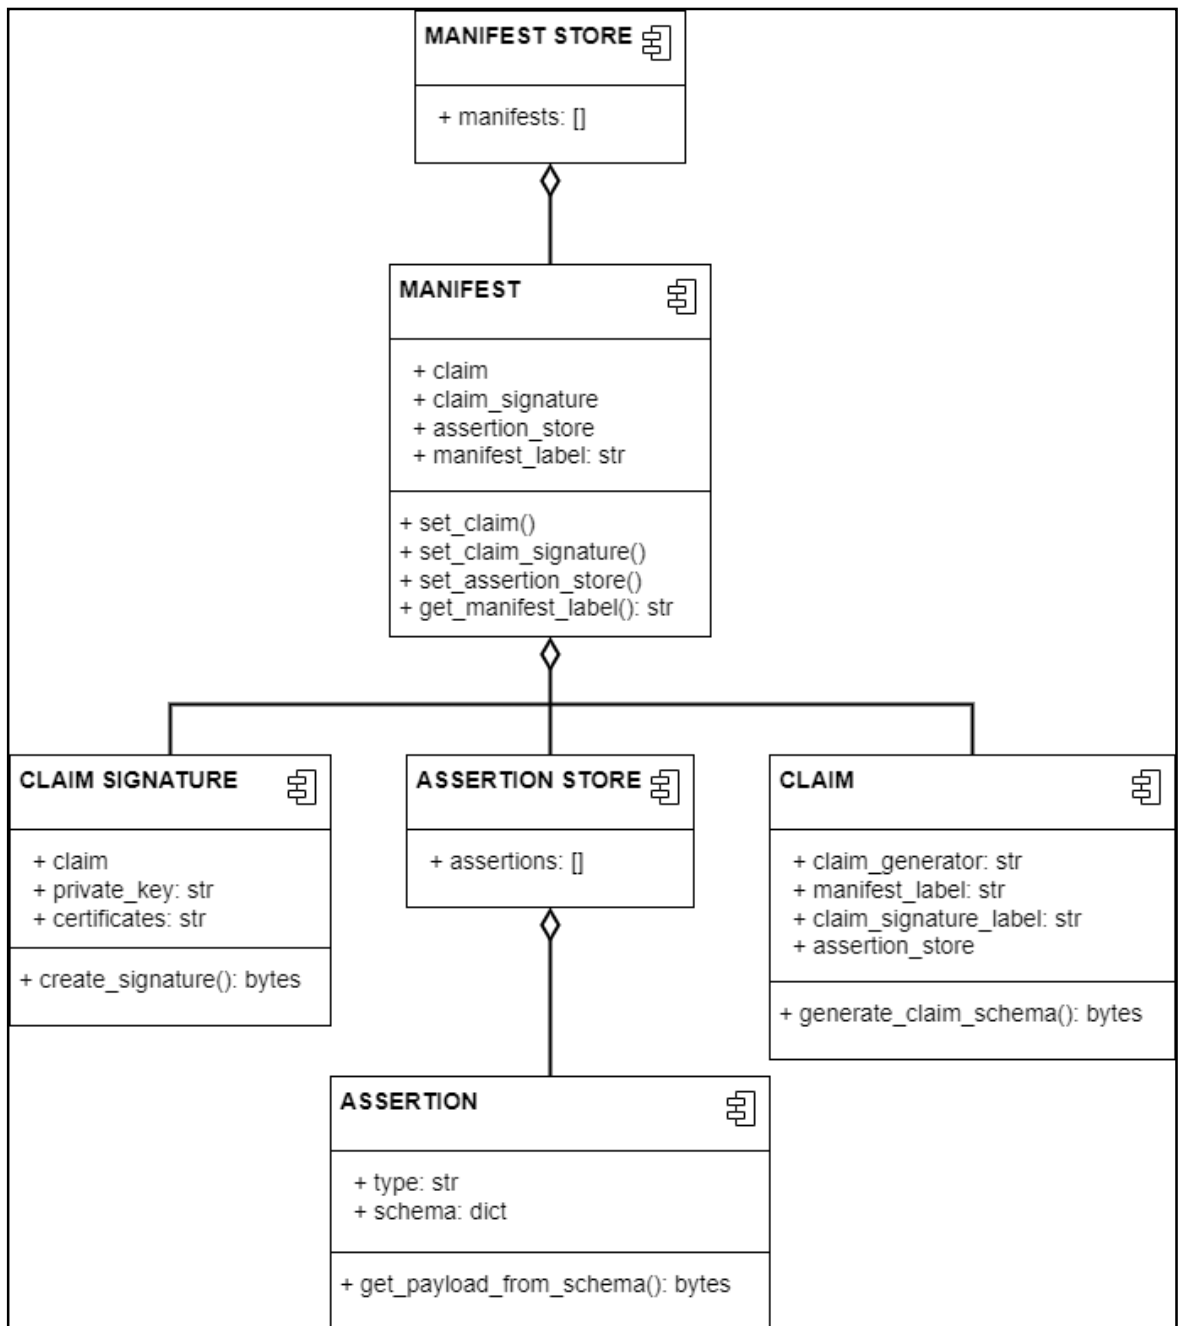 MANIFEST STORE
+ manifests: []
MANIFEST
+ claim
+ claim_signature
+ assertion_store
+ manifest_label: str
+ set_claim()
+ set_claim_signature()
+ set_assertion_store()
+ get_manifest_label(): str
CLAIM SIGNATURE
+ claim
+ private_key: str
+ certificates: str
+ create_signature(): bytes
ASSERTION STORE
+ assertions: []
CLAIM
+ claim_generator: str
+ manifest_label: str
+ claim_signature_label: str
+ assertion_store
+ generate_claim_schema(): bytes
ASSERTION
+ type: str
+ schema: dict
+ get_payload_from_schema(): bytes